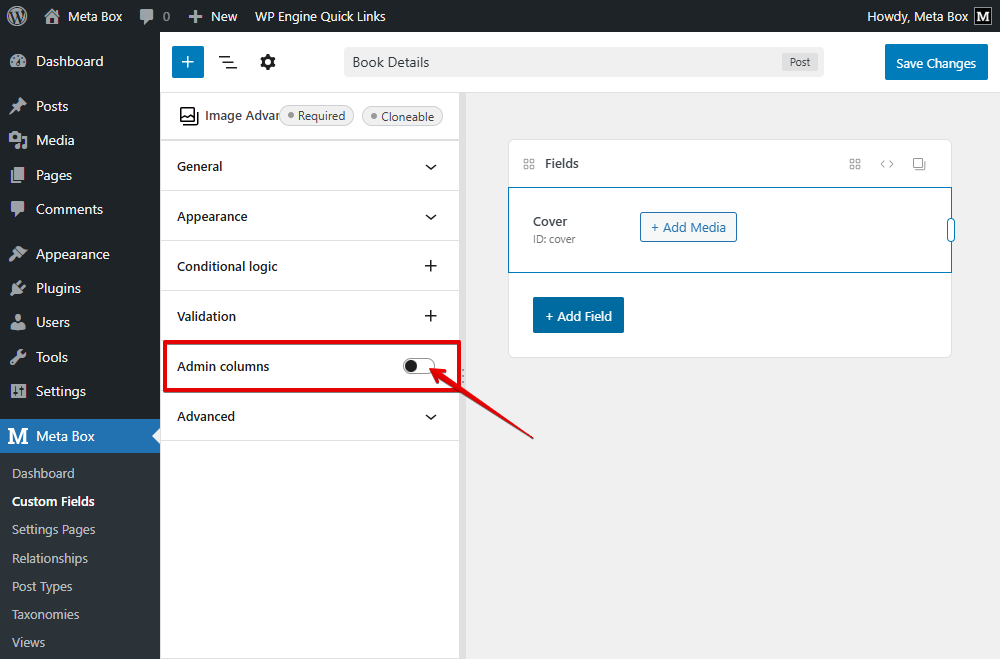 Meta Box 0 New WP Engine Quick Links Howdy, Meta Box M
Dashboard
Posts
Media
Pages
Comments
Appearance
Plugins
Users
Tools
Settings
M Meta Box
Dashboard
Custom Fields
Settings Pages
Relationships
Post Types
Taxonomies
Views
+ Book Details Post Save Changes
Image Advan Required Cloneable
General
Appearance
Conditional logic +
Validation +
Admin columns
Advanced
Fields
Cover
ID: cover
+ Add Media
+ Add Field